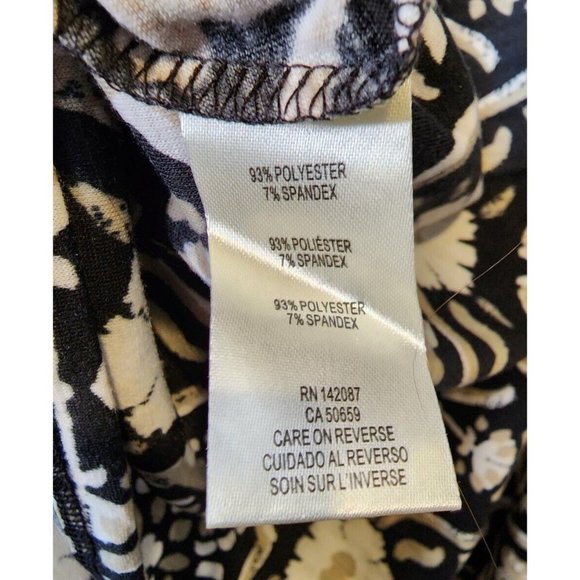 93% POLYESTER
7% SPANDEX
93% POLIÉSTER
7% SPANDEX
93% POLYESTER
7% SPANDEX
RN 142087
CA 50659
CARE ON REVERSE
CUIDADO AL REVERSO
SOIN SUR L'INVERSE